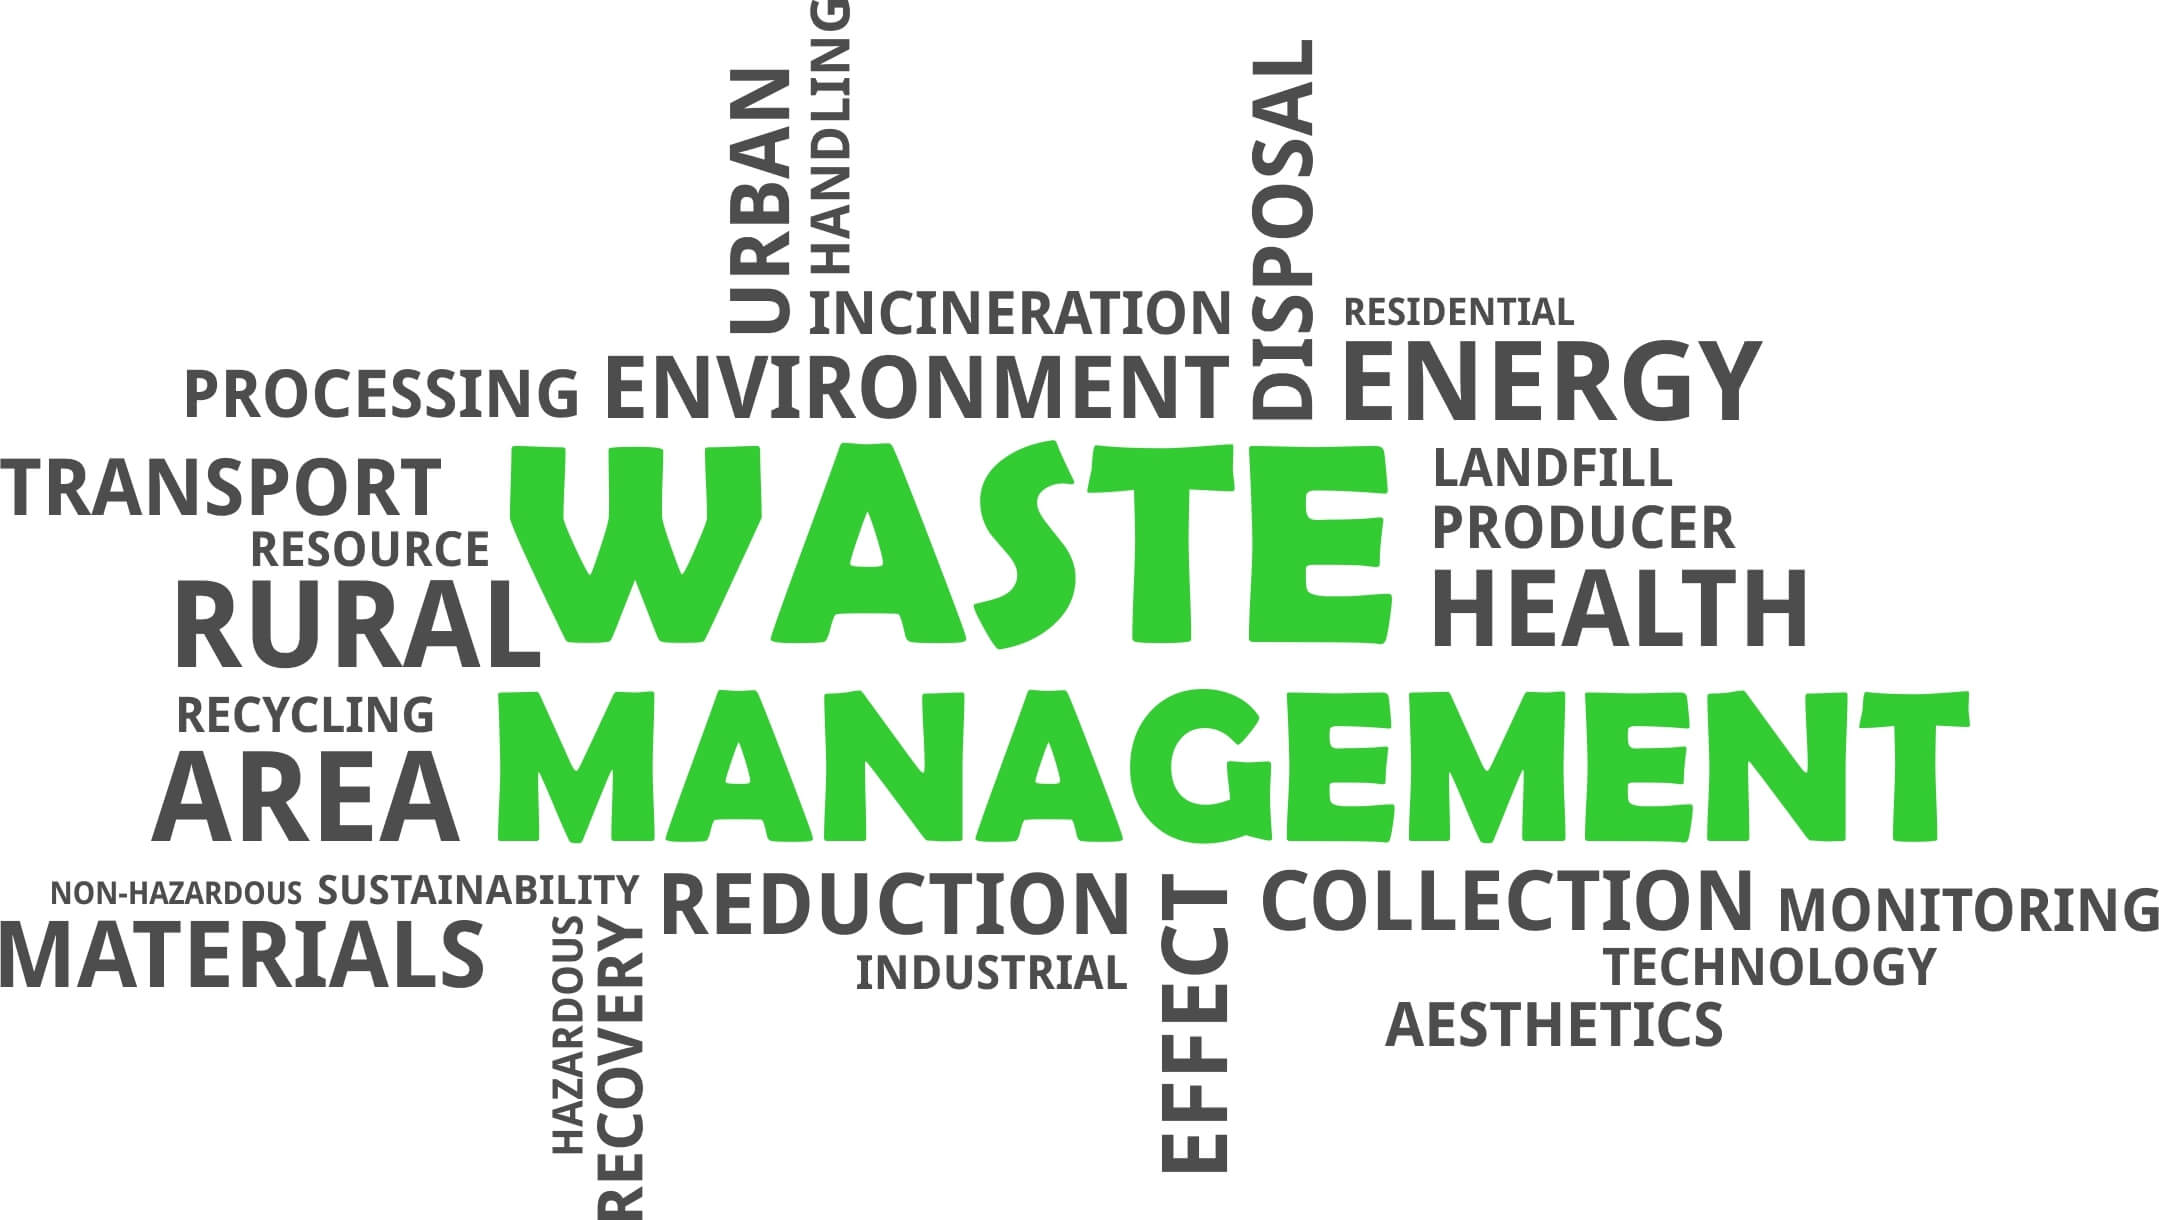 URBAN
HANDLING
DISPOSAL
INCINERATION
RESIDENTIAL
PROCESSING
ENVIRONMENT
ENERGY
TRANSPORT
WASTE
LANDFILL
PRODUCER
RESOURCE
RURAL
HEALTH
RECYCLING
MANAGEMENT
AREA
NON-HAZARDOUS
SUSTAINABILITY
REDUCTION
EFFECT
COLLECTION
MONITORING
MATERIALS
HAZARDOUS
RECOVERY
INDUSTRIAL
TECHNOLOGY
AESTHETICS